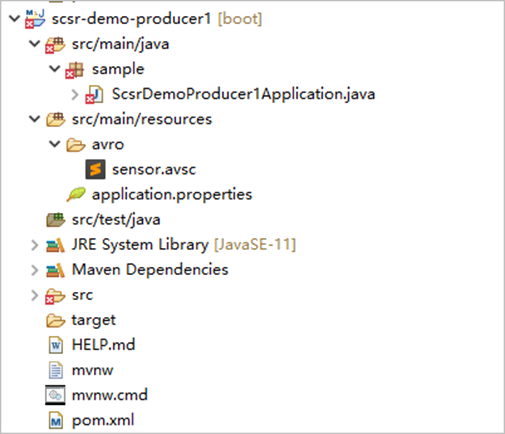 scsr-demo-producer1 [boot]
src/main/java
sample
ScsrDemoProducer1Application.java
src/main/resources
avro
sensor.avsc
application.properties
src/test/java
JRE System Library [JavaSE-11]
Maven Dependencies
src
target
HELP.md
mvnw
mvnw.cmd
pom.xml